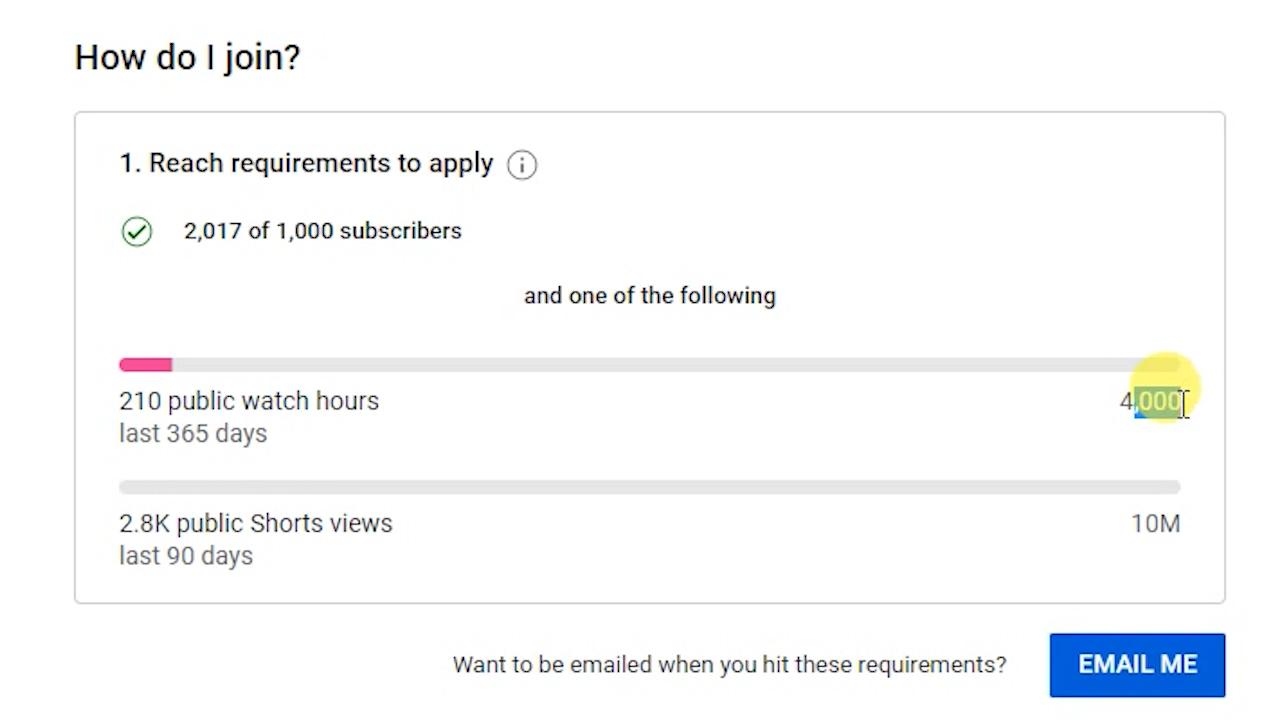 How do I join?
1. Reach requirements to apply
2,017 of 1,000 subscribers
and one of the following
210 public watch hours 4,000
last 365 days
2.8K public Shorts views 10M
last 90 days
Want to be emailed when you hit these requirements? EMAIL ME